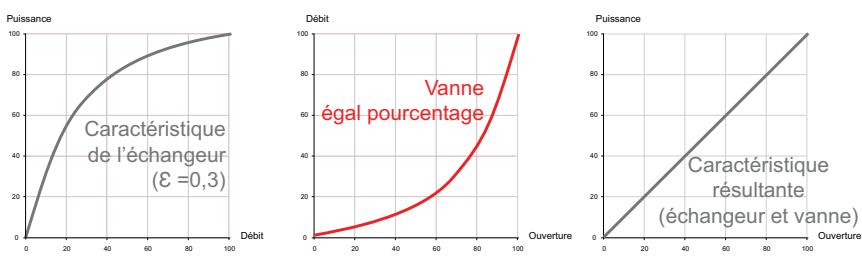 Puissance
100
80
60
40
20
0
0 20 40 60 80 100
Débit
Caractéristique
de l'échangeur
(Ɛ =0,3)
Débit
100
80
60
40
20
0
0 20 40 60 80 100
Ouverture
Vanne
égal pourcentage
Puissance
100
80
60
40
20
0
0 20 40 60 80 100
Ouverture
Caractéristique
résultante
(échangeur et vanne)